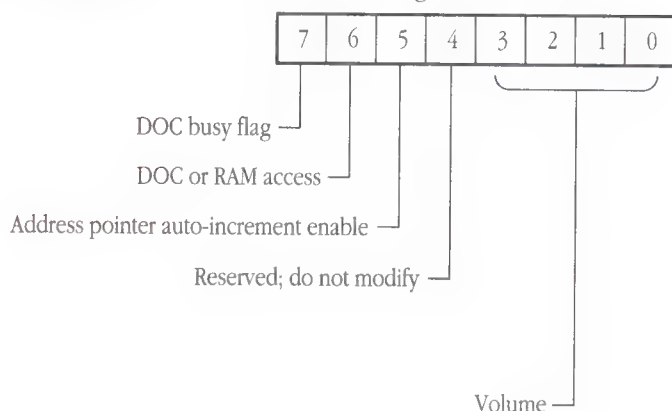 7 6 5 4 3 2 1 0
DOC busy flag
DOC or RAM access
Address pointer auto-increment enable
Reserved; do not modify
Volume